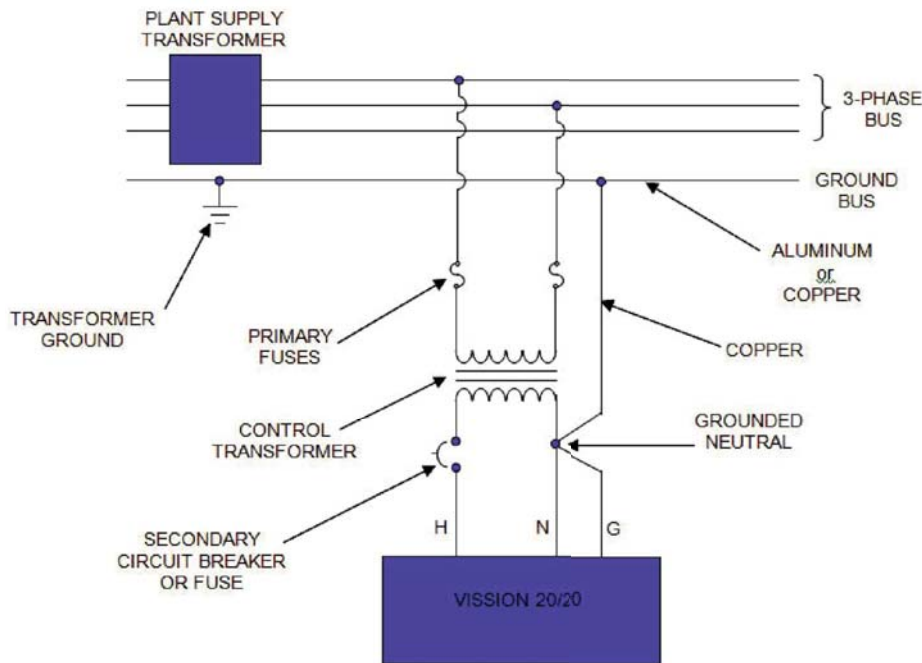 PLANT SUPPLY
TRANSFORMER
3-PHASE
BUS
GROUND
BUS
ALUMINUM
or
COPPER
TRANSFORMER
GROUND
PRIMARY
FUSES
COPPER
CONTROL
TRANSFORMER
GROUNDED
NEUTRAL
SECONDARY
CIRCUIT BREAKER
OR FUSE
H
N
G
VISSION 20/20